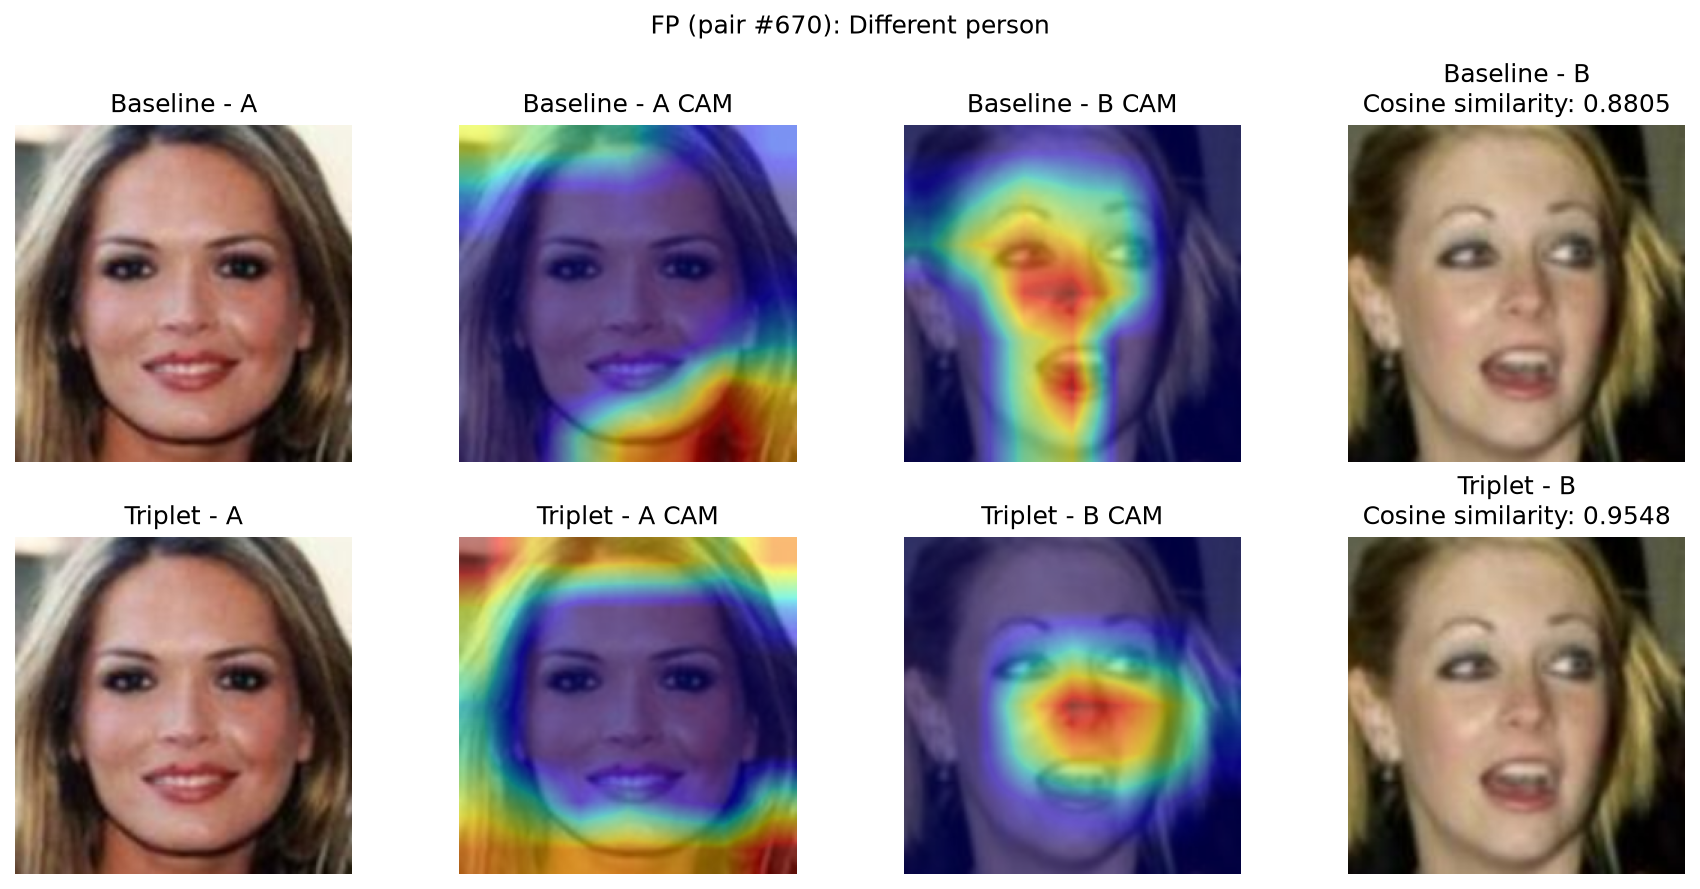 FP (pair #670): Different person
Baseline - A
Baseline - A CAM
Baseline - B CAM
Baseline - B
Cosine similarity: 0.8805
Triplet - A
Triplet - A CAM
Triplet - B CAM
Triplet - B
Cosine similarity: 0.9548